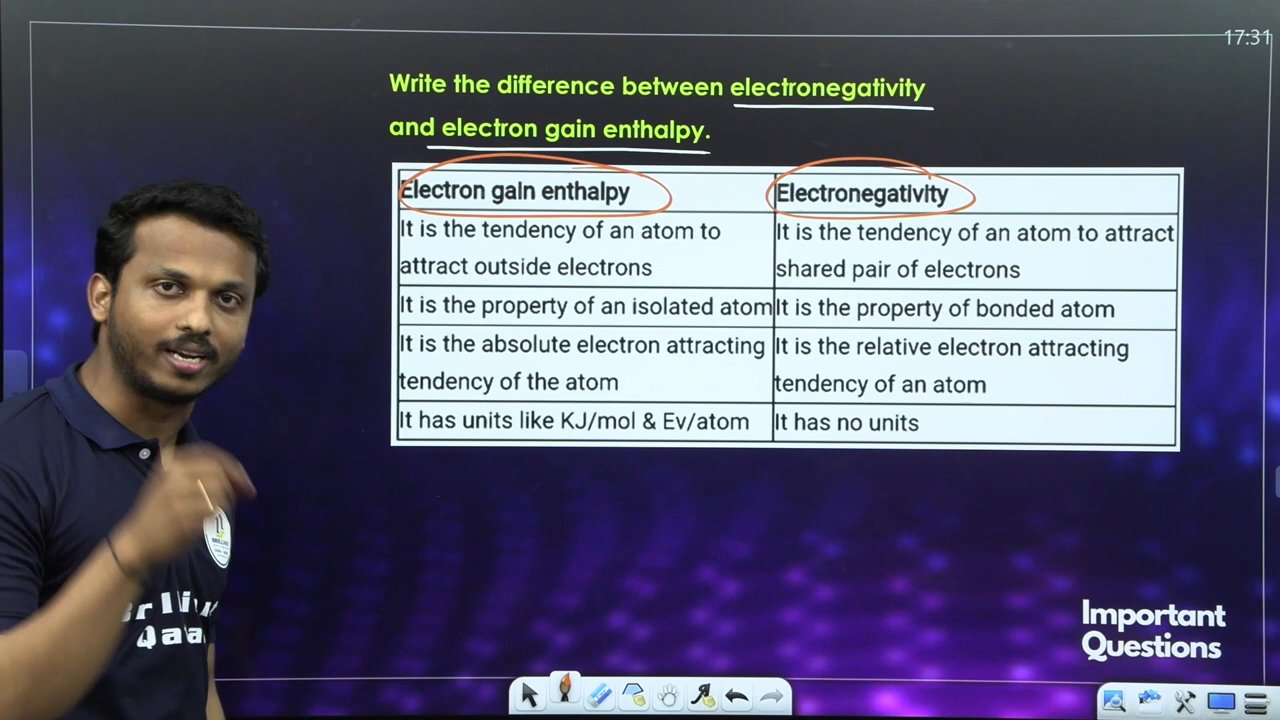 17:31
Write the difference between electronegativity
and electron gain enthalpy.
Electron gain enthalpy
Electronegativity
It is the tendency of an atom to
attract outside electrons
It is the tendency of an atom to attract
shared pair of electrons
It is the property of an isolated atom
It is the property of bonded atom
It is the absolute electron attracting
tendency of the atom
It is the relative electron attracting
tendency of an atom
It has units like KJ/mol & Ev/atom
It has no units
Important
Questions